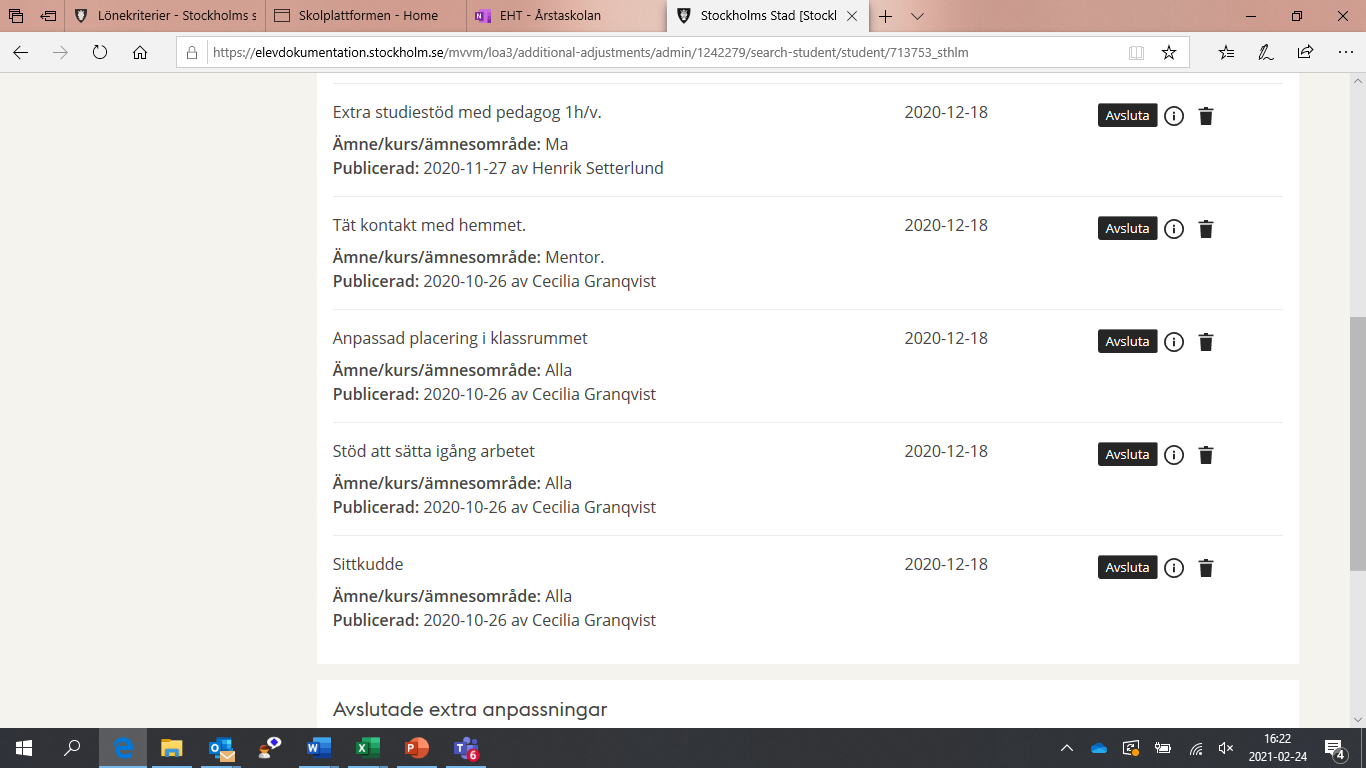 Lönekriterier - Stockholms s
Skolplattformen - Home
EHT - Årstaskolan
Stockholms Stad [Stockl
https://elevdokumentation.stockholm.se/mvvm/loa3/additional-adjustments/admin/1242279/search-student/student/713753_sthlm
Extra studiestöd med pedagog 1h/v. 2020-12-18 Avsluta
Ämne/kurs/ämnesområde: Ma
Publicerad: 2020-11-27 av Henrik Setterlund
Tät kontakt med hemmet. 2020-12-18 Avsluta
Ämne/kurs/ämnesområde: Mentor.
Publicerad: 2020-10-26 av Cecilia Granqvist
Anpassad placering i klassrummet 2020-12-18 Avsluta
Ämne/kurs/ämnesområde: Alla
Publicerad: 2020-10-26 av Cecilia Granqvist
Stöd att sätta igång arbetet 2020-12-18 Avsluta
Ämne/kurs/ämnesområde: Alla
Publicerad: 2020-10-26 av Cecilia Granqvist
Sittkudde 2020-12-18 Avsluta
Ämne/kurs/ämnesområde: Alla
Publicerad: 2020-10-26 av Cecilia Granqvist
Avslutade extra anpassningar
16:22
2021-02-24
6
4